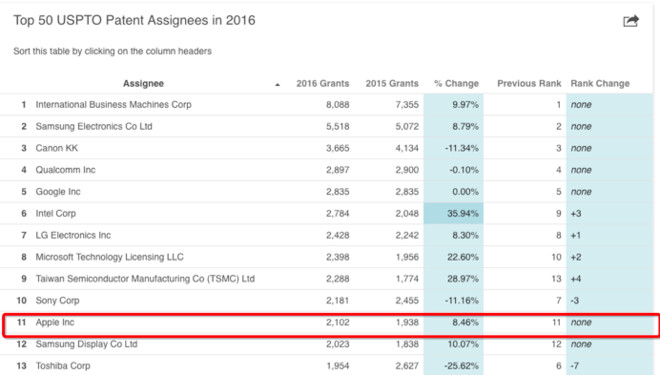 Top 50 USPTO Patent Assignees in 2016
Sort this table by clicking on the column headers
Assignee 2016 Grants 2015 Grants % Change Previous Rank Rank Change
1 International Business Machines Corp 8,088 7,355 9.97% 1 none
2 Samsung Electronics Co Ltd 5,518 5,072 8.79% 2 none
3 Canon KK 3,665 4,134 -11.34% 3 none
4 Qualcomm Inc 2,897 2,900 -0.10% 4 none
5 Google Inc 2,835 2,835 0.00% 5 none
6 Intel Corp 2,784 2,048 35.94% 9 +3
7 LG Electronics Inc 2,428 2,242 8.30% 8 +1
8 Microsoft Technology Licensing LLC 2,398 1,956 22.60% 10 +2
9 Taiwan Semiconductor Manufacturing Co (TSMC) Ltd 2,288 1,774 28.97% 13 +4
10 Sony Corp 2,181 2,455 -11.16% 7 -3
11 Apple Inc 2,102 1,938 8.46% 11 none
12 Samsung Display Co Ltd 2,023 1,838 10.07% 12 none
13 Toshiba Corp 1,954 2,627 -25.62% 6 -7